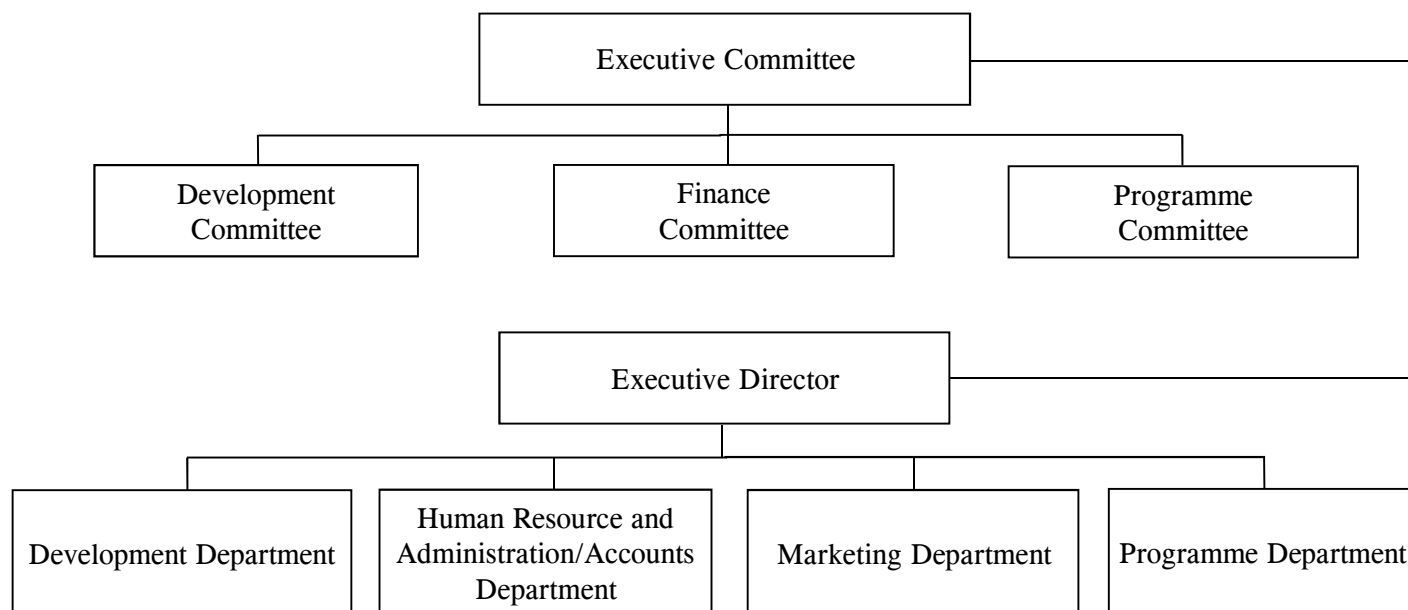 Executive Committee
Development
Committee
Finance
Committee
Programme
Committee
Executive Director
Development Department
Human Resource and
Administration/Accounts
Department
Marketing Department
Programme Department